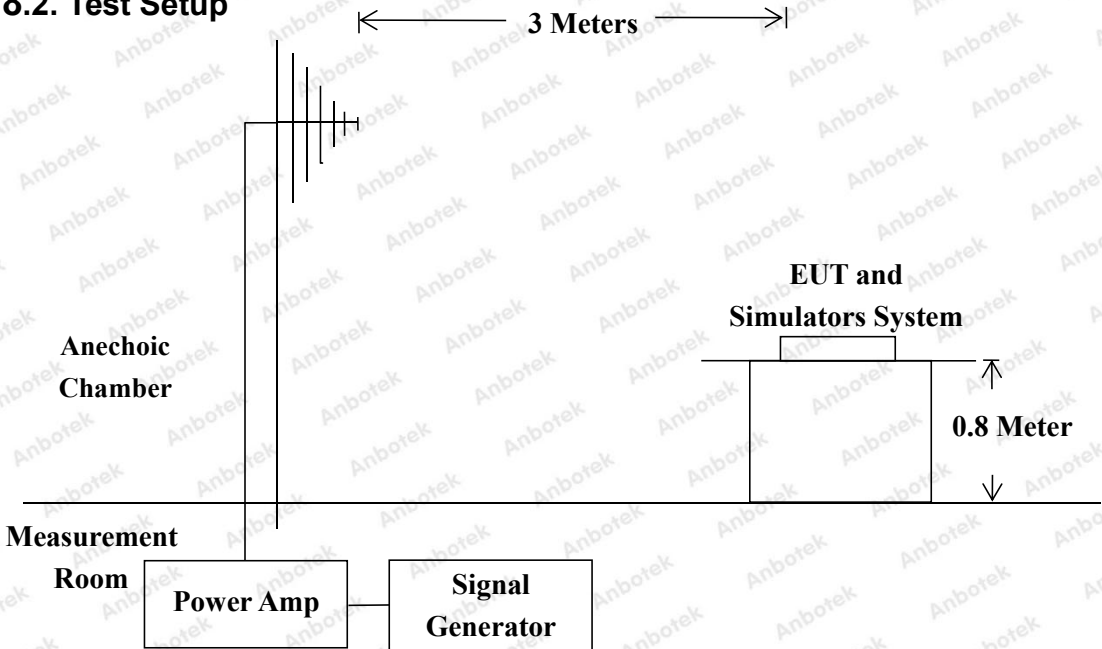 8.2. Test Setup
3 Meters
EUT and
Simulators System
Anechoic
Chamber
0.8 Meter
Measurement
Room
Power Amp
Signal
Generator
Anbotek